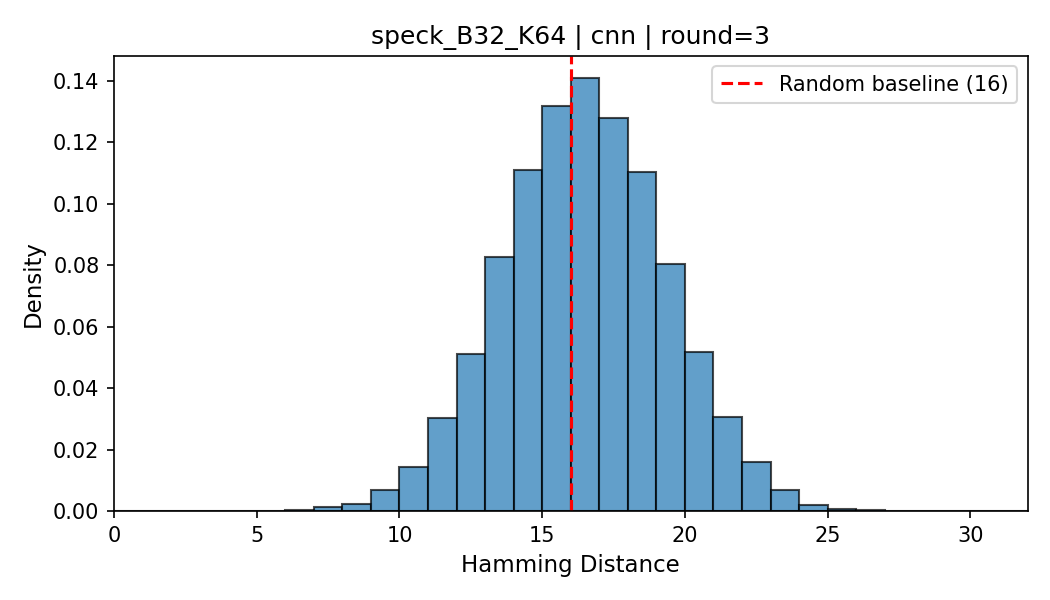 speck_B32_K64 | cnn | round=3
Random baseline (16)
Density
0.14
0.12
0.10
0.08
0.06
0.04
0.02
0.00
0 5 10 15 20 25 30
Hamming Distance